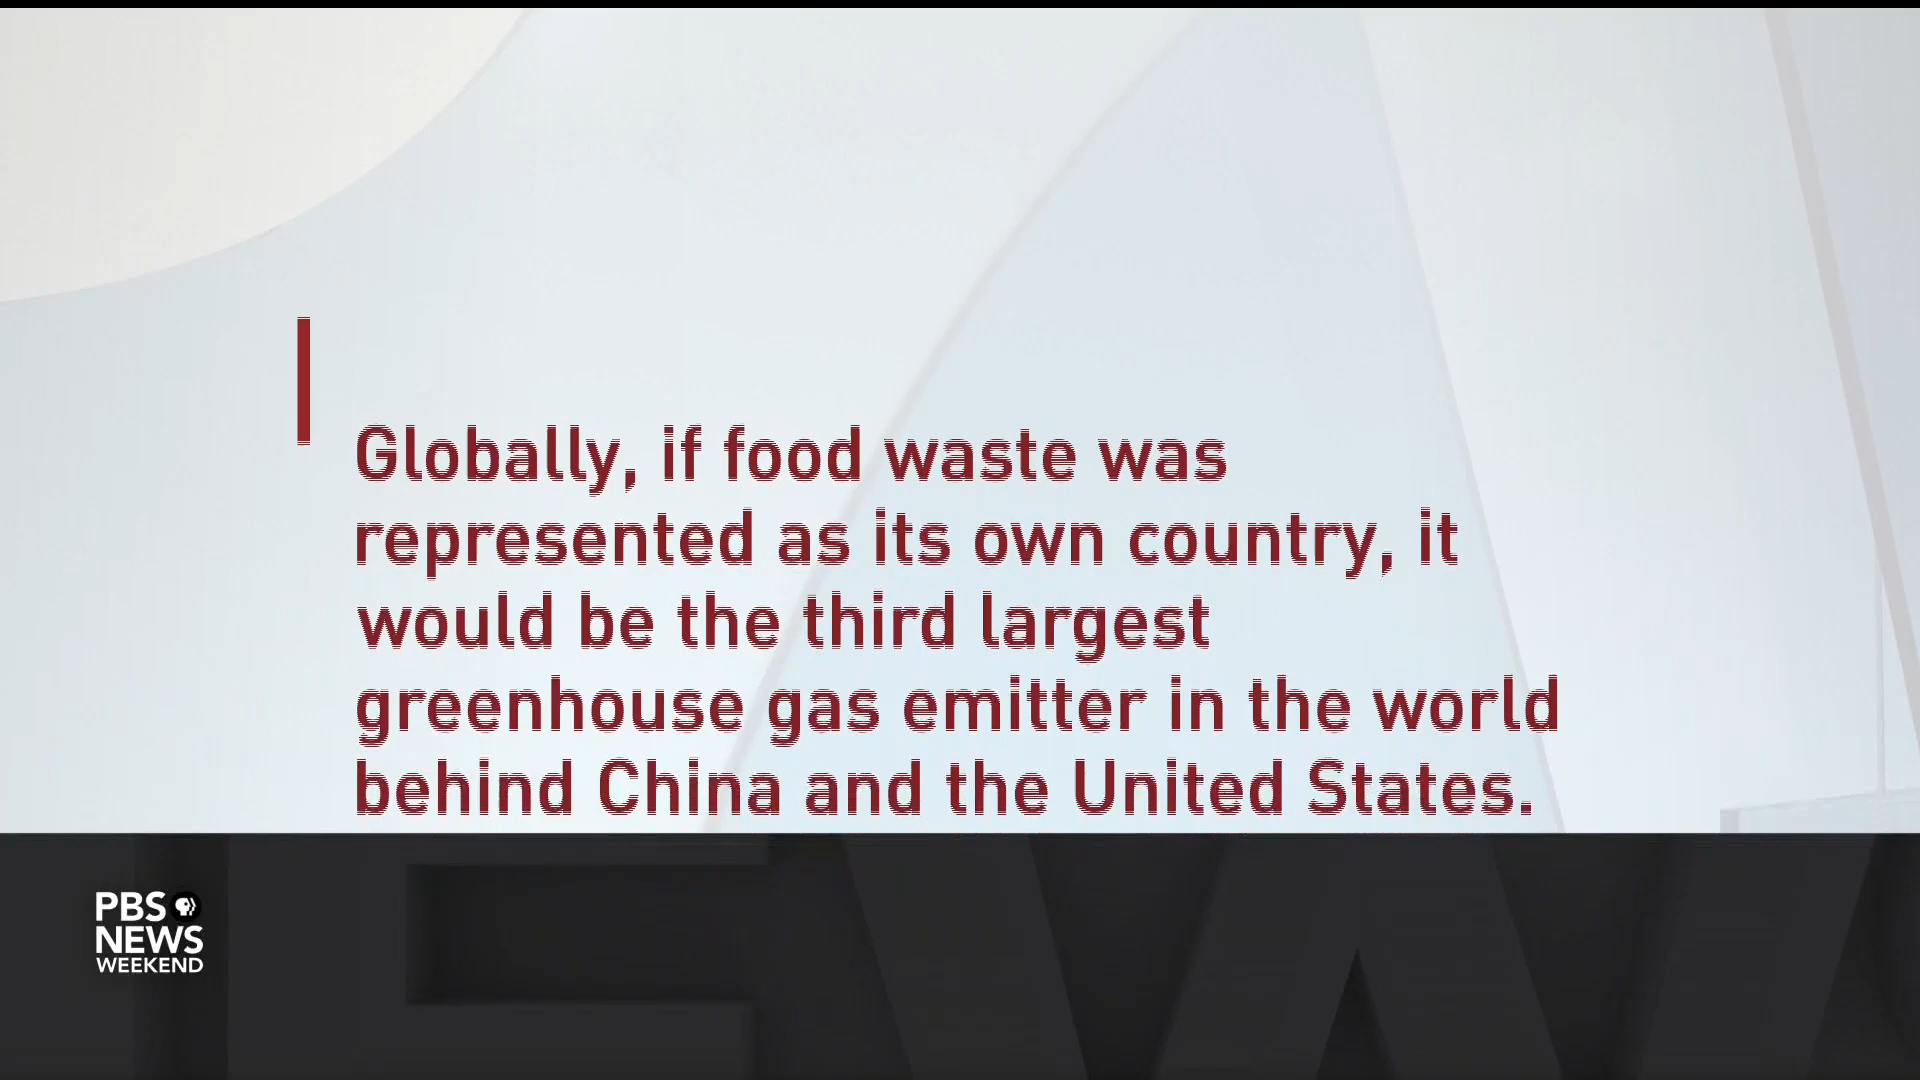 Globally, if food waste was
represented as its own country, it
would be the third largest
greenhouse gas emitter in the world
behind China and the United States.
PBS
NEWS
WEEKEND